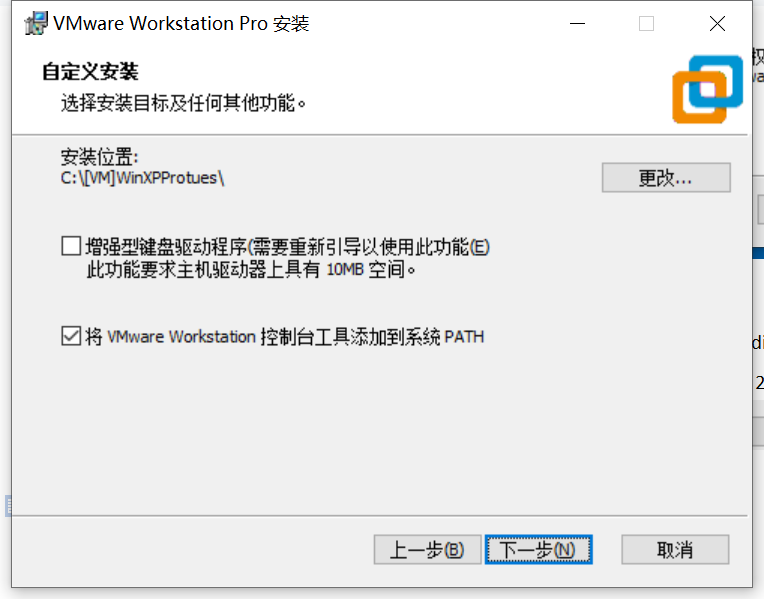 VMware Workstation Pro 安装
自定义安装
选择安装目标及任何其他功能。
安装位置:
C:\[VM]WinXPProtues\
更改...
增强型键盘驱动程序(需要重新引导以使用此功能(E)
此功能要求主机驱动器上具有 10MB 空间。
将 VMware Workstation 控制台工具添加到系统 PATH
上一步(B)
下一步(N)
取消